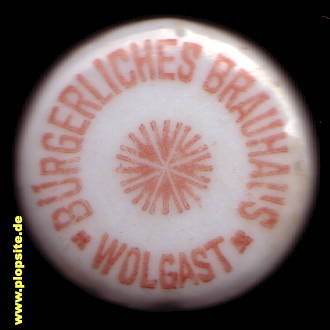 BÜRGERLICHES BRAUHAUS
* WOLGAST *
www.plopsite.de ©